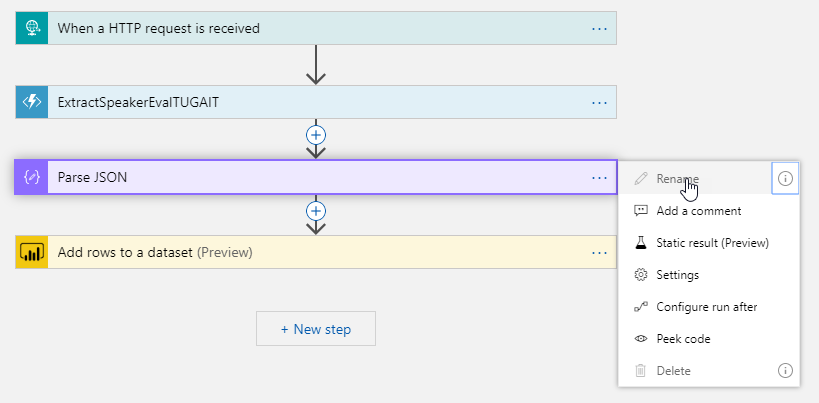 When a HTTP request is received
ExtractSpeakerEvalTUGAIT
Parse JSON
Add rows to a dataset (Preview)
+ New step
Rename
Add a comment
Static result (Preview)
Settings
Configure run after
Peek code
Delete